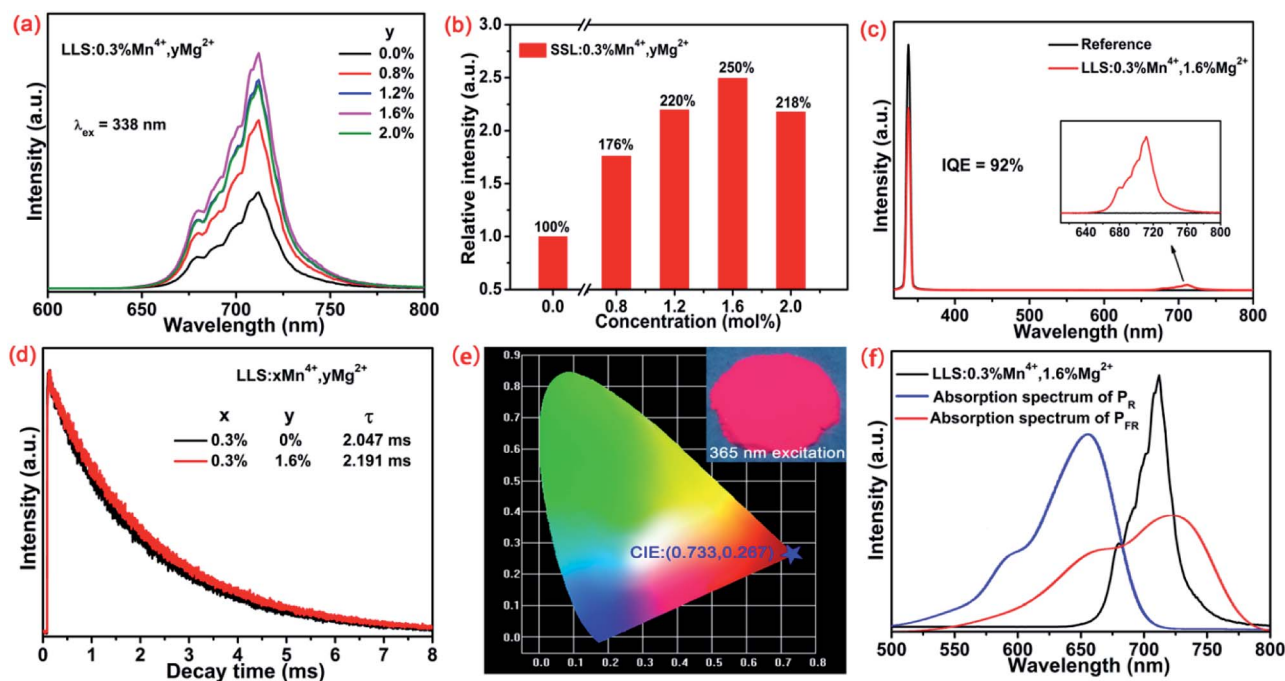 (a)
LLS:0.3%Mn⁴⁺,yMg²⁺
y
0.0%
0.8%
1.2%
1.6%
2.0%
λex = 338 nm
Intensity (a.u.)
600 650 700 750 800
Wavelength (nm)
(b)
SSL:0.3%Mn⁴⁺,yMg²⁺
3.0
2.5
2.0
1.5
1.0
0.5
Relative intensity (a.u.)
100%
176%
220%
250%
218%
0.0 0.8 1.2 1.6 2.0
Concentration (mol%)
(c)
Reference
LLS:0.3%Mn⁴⁺,1.6%Mg²⁺
IQE = 92%
640 680 720 760 800
Intensity (a.u.)
400 500 600 700 800
Wavelength (nm)
(d)
LLS:xMn⁴⁺,yMg²⁺
x y τ
0.3% 0% 2.047 ms
0.3% 1.6% 2.191 ms
Intensity (a.u.)
0 1 2 3 4 5 6 7 8
Decay time (ms)
(e)
0.9
0.8
0.7
0.6
0.5
0.4
0.3
0.2
0.1
0.0
365 nm excitation
CIE:(0.733,0.267)
0.0 0.1 0.2 0.3 0.4 0.5 0.6 0.7 0.8
(f)
LLS:0.3%Mn⁴⁺,1.6%Mg²⁺
Absorption spectrum of PR
Absorption spectrum of PFR
Intensity (a.u.)
500 550 600 650 700 750 800
Wavelength (nm)